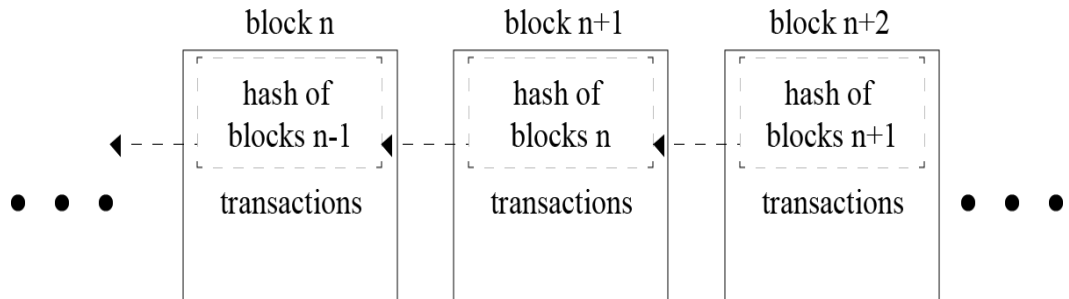 block n
block n+1
block n+2
hash of
blocks n-1
hash of
blocks n
hash of
blocks n+1
transactions
transactions
transactions